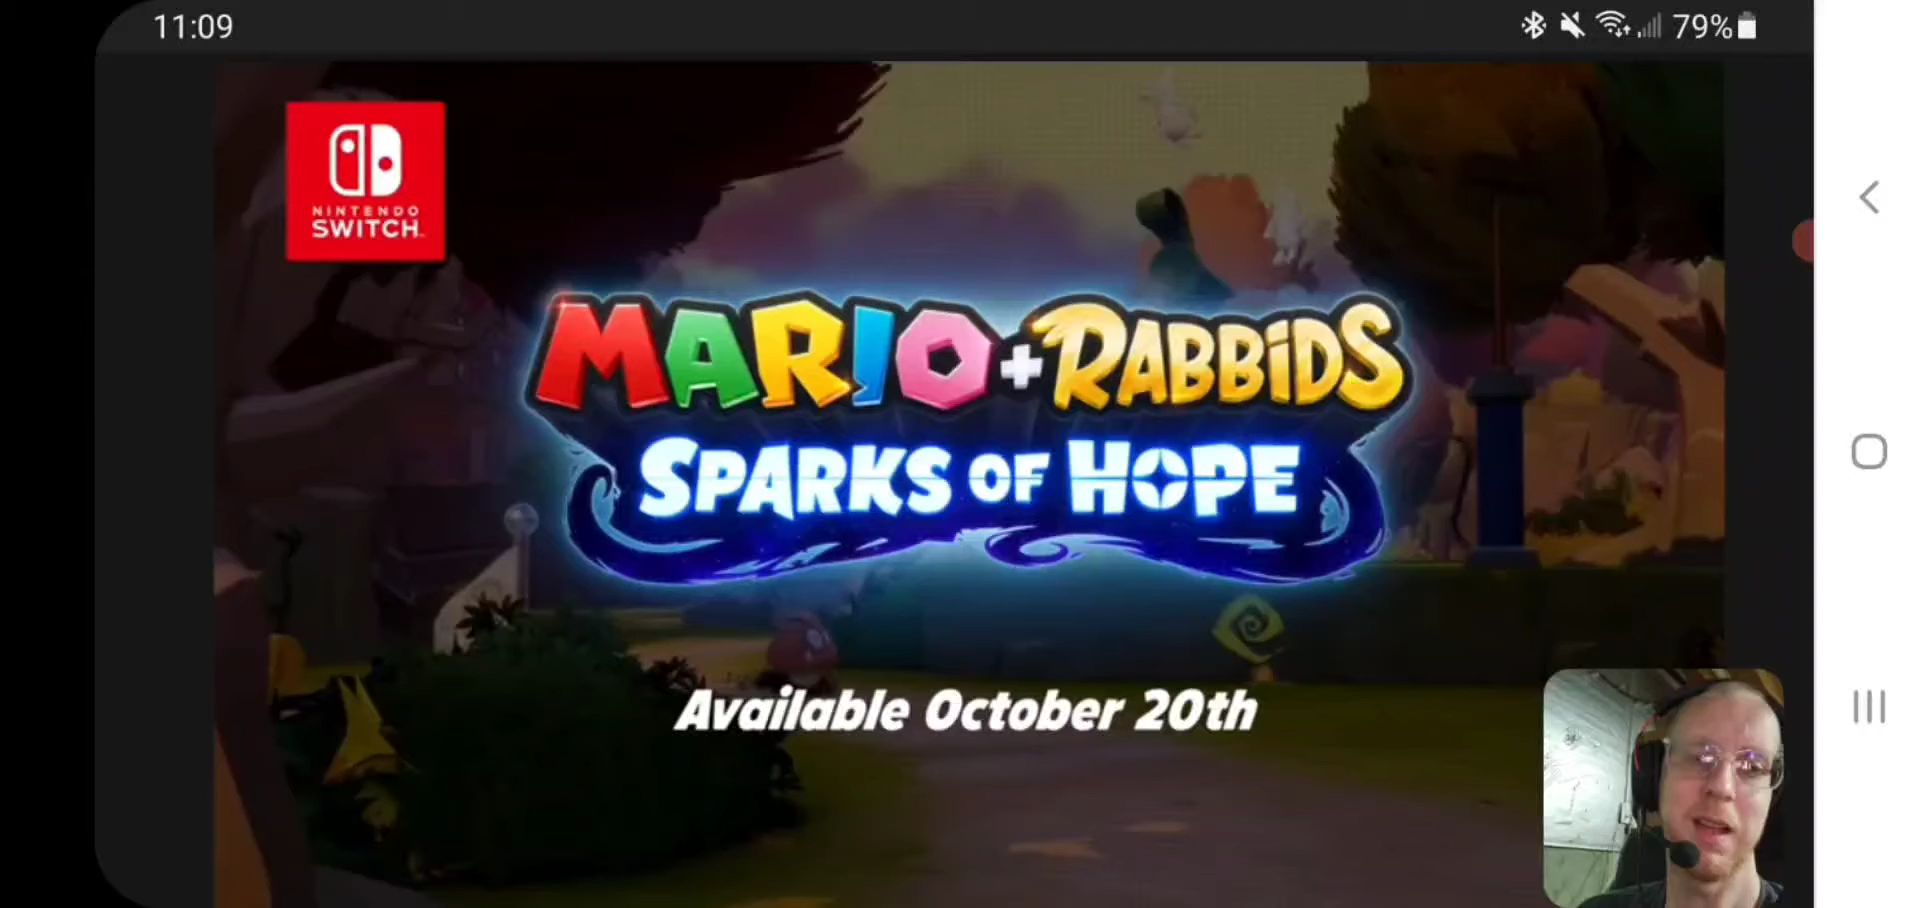 11:09
79%
NINTENDO
SWITCH
MARIO + RABBIDS
SPARKS OF HOPE
Available October 20th